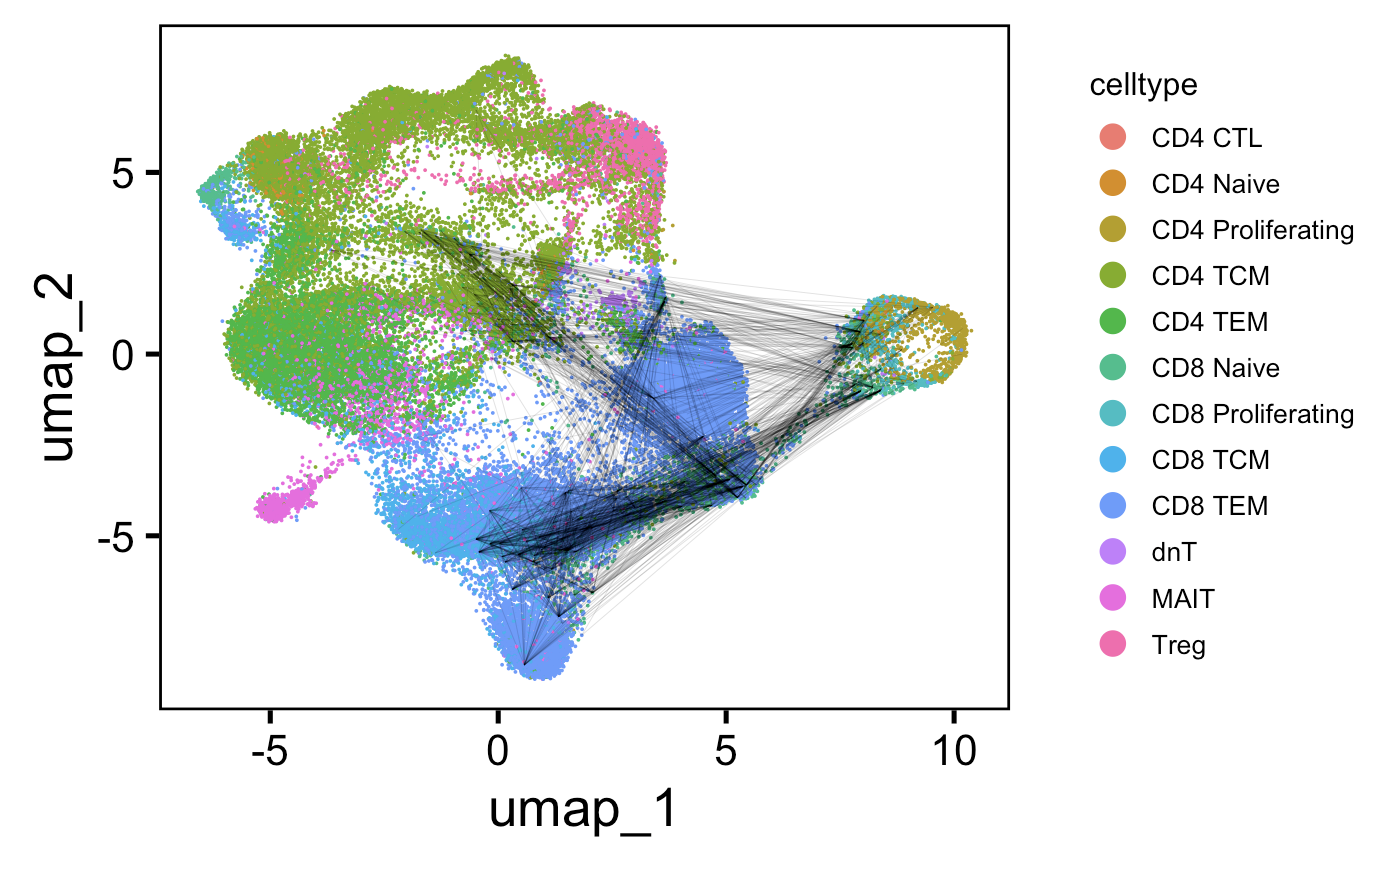 celltype
CD4 CTL
CD4 Naive
CD4 Proliferating
CD4 TCM
CD4 TEM
CD8 Naive
CD8 Proliferating
CD8 TCM
CD8 TEM
dnT
MAIT
Treg
umap_2
5
0
-5
-5
0
5
10
umap_1